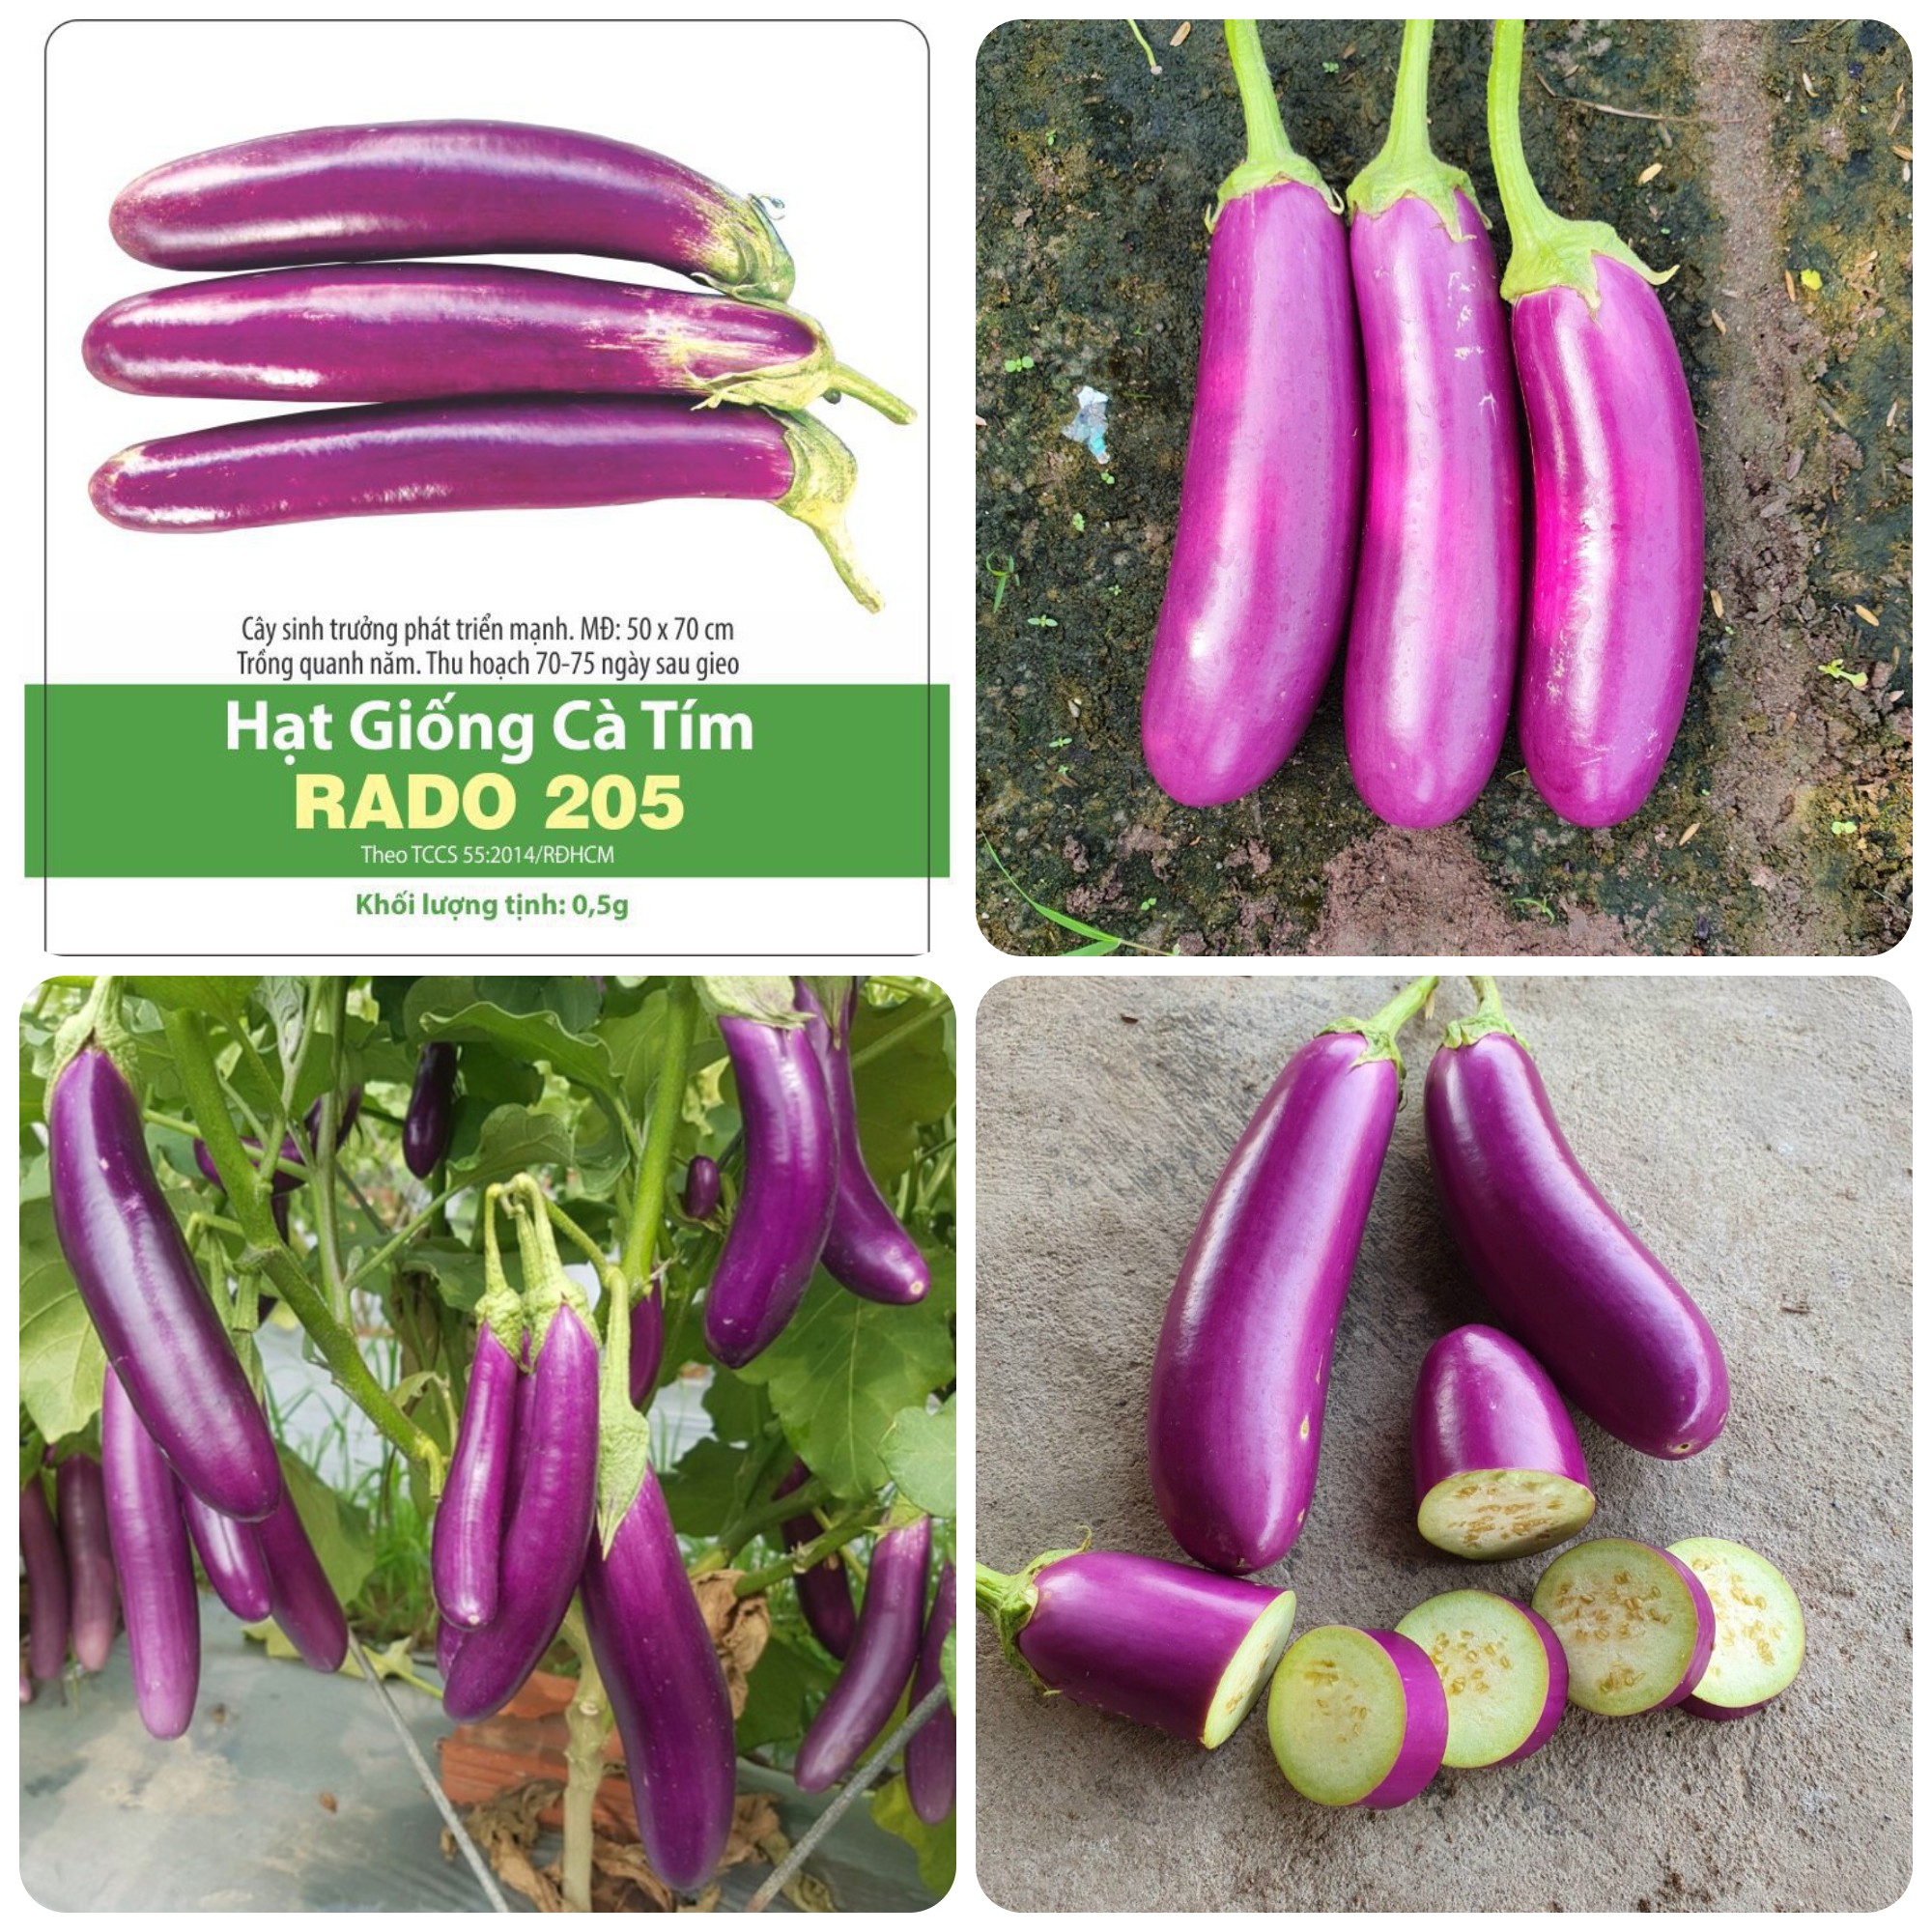 Cây sinh trưởng phát triển mạnh. MĐ: 50 x 70 cm
Trồng quanh năm. Thu hoạch 70-75 ngày sau gieo
Hạt Giống Cà Tím
RADO 205
Theo TCCS 55:2014/RĐHCM
Khối lượng tịnh: 0,5g